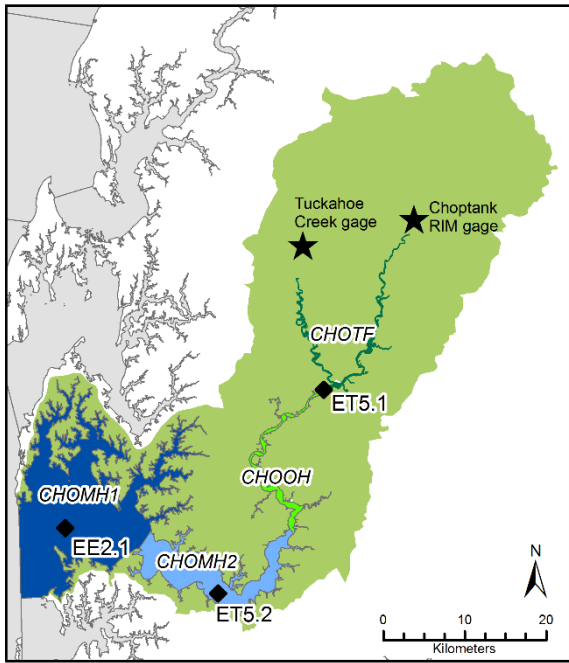 Tuckahoe
Creek gage
Choptank
RIM gage
CHOTF
ET5.1
CHOOH
CHOMH1
EE2.1
CHOMH2
ET5.2
N
0 10 20
Kilometers